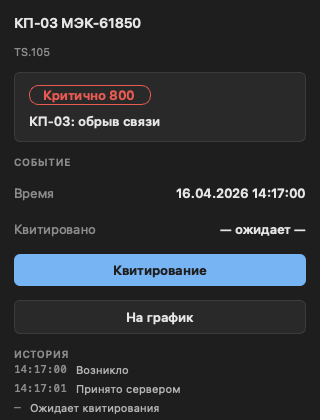 КП-03 МЭК-61850
TS.105
Критично 800
КП-03: обрыв связи
СОБЫТИЕ
Время 16.04.2026 14:17:00
Квитировано — ожидает —
Квитирование
На график
ИСТОРИЯ
14:17:00 Возникло
14:17:01 Принято сервером
— Ожидает квитирования